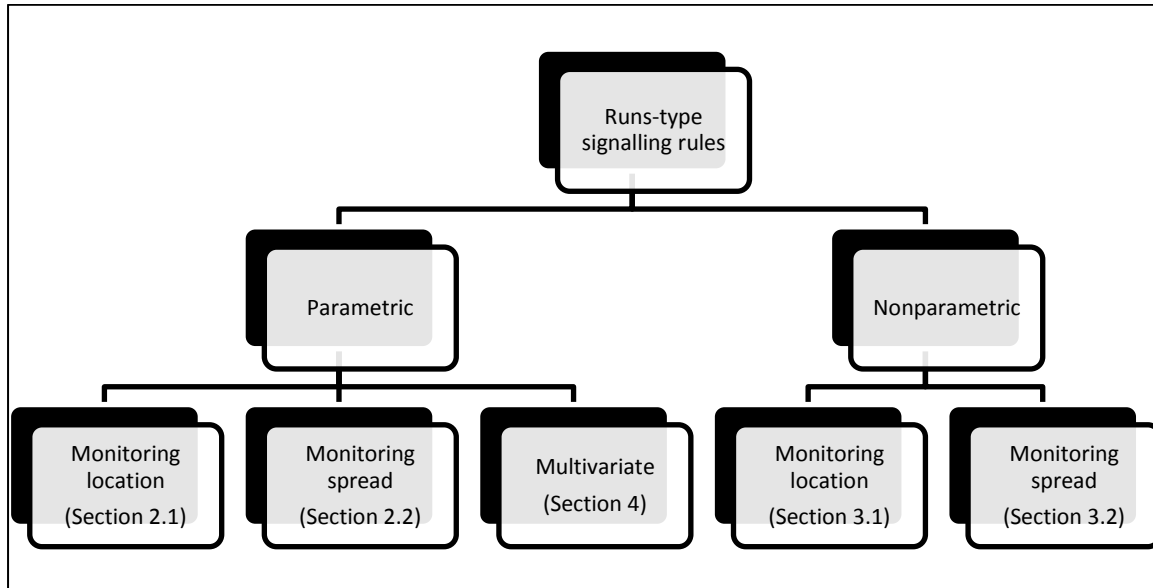 Runs-type
signalling rules
Parametric
Nonparametric
Monitoring
location
(Section 2.1)
Monitoring
spread
(Section 2.2)
Multivariate
(Section 4)
Monitoring
location
(Section 3.1)
Monitoring
spread
(Section 3.2)